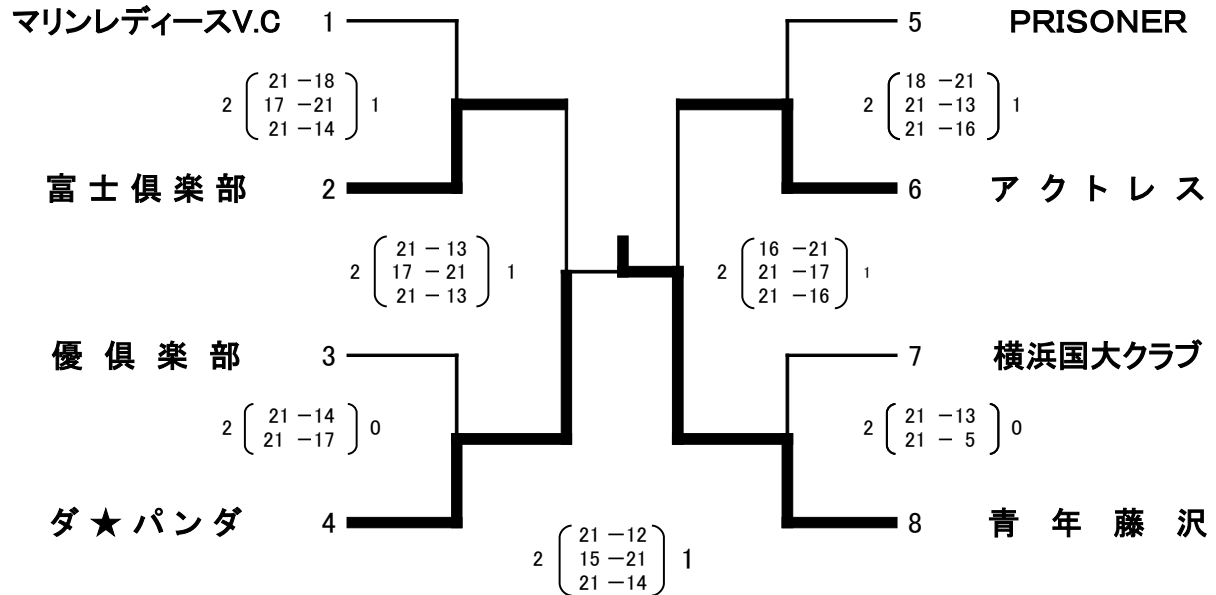 マリンレディースV.C 1
5 PRISONER
2 21 －18 1
17 －21
21 －14
2 18 －21 1
21 －13
21 －16
富士倶楽部 2
6 アクトレス
2 21 － 13 1
17 － 21
21 － 13
2 16 －21 1
21 －17
21 －16
優倶楽部 3
7 横浜国大クラブ
2 21 －14 0
21 －17
2 21 －13 0
21 － 5
ダ★パンダ 4
8 青年藤沢
2 21 －12 1
15 －21
21 －14